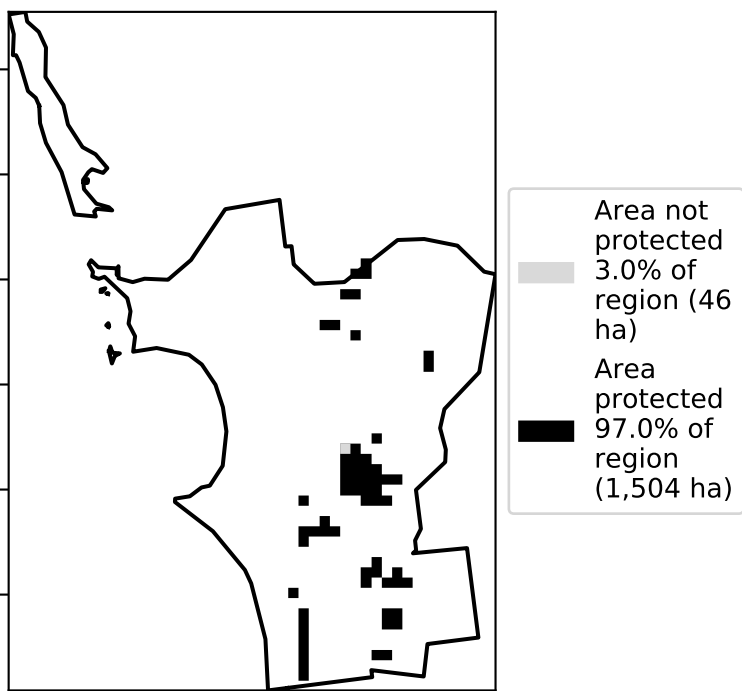 Area not
protected
3.0% of
region (46
ha)
Area
protected
97.0% of
region
(1,504 ha)